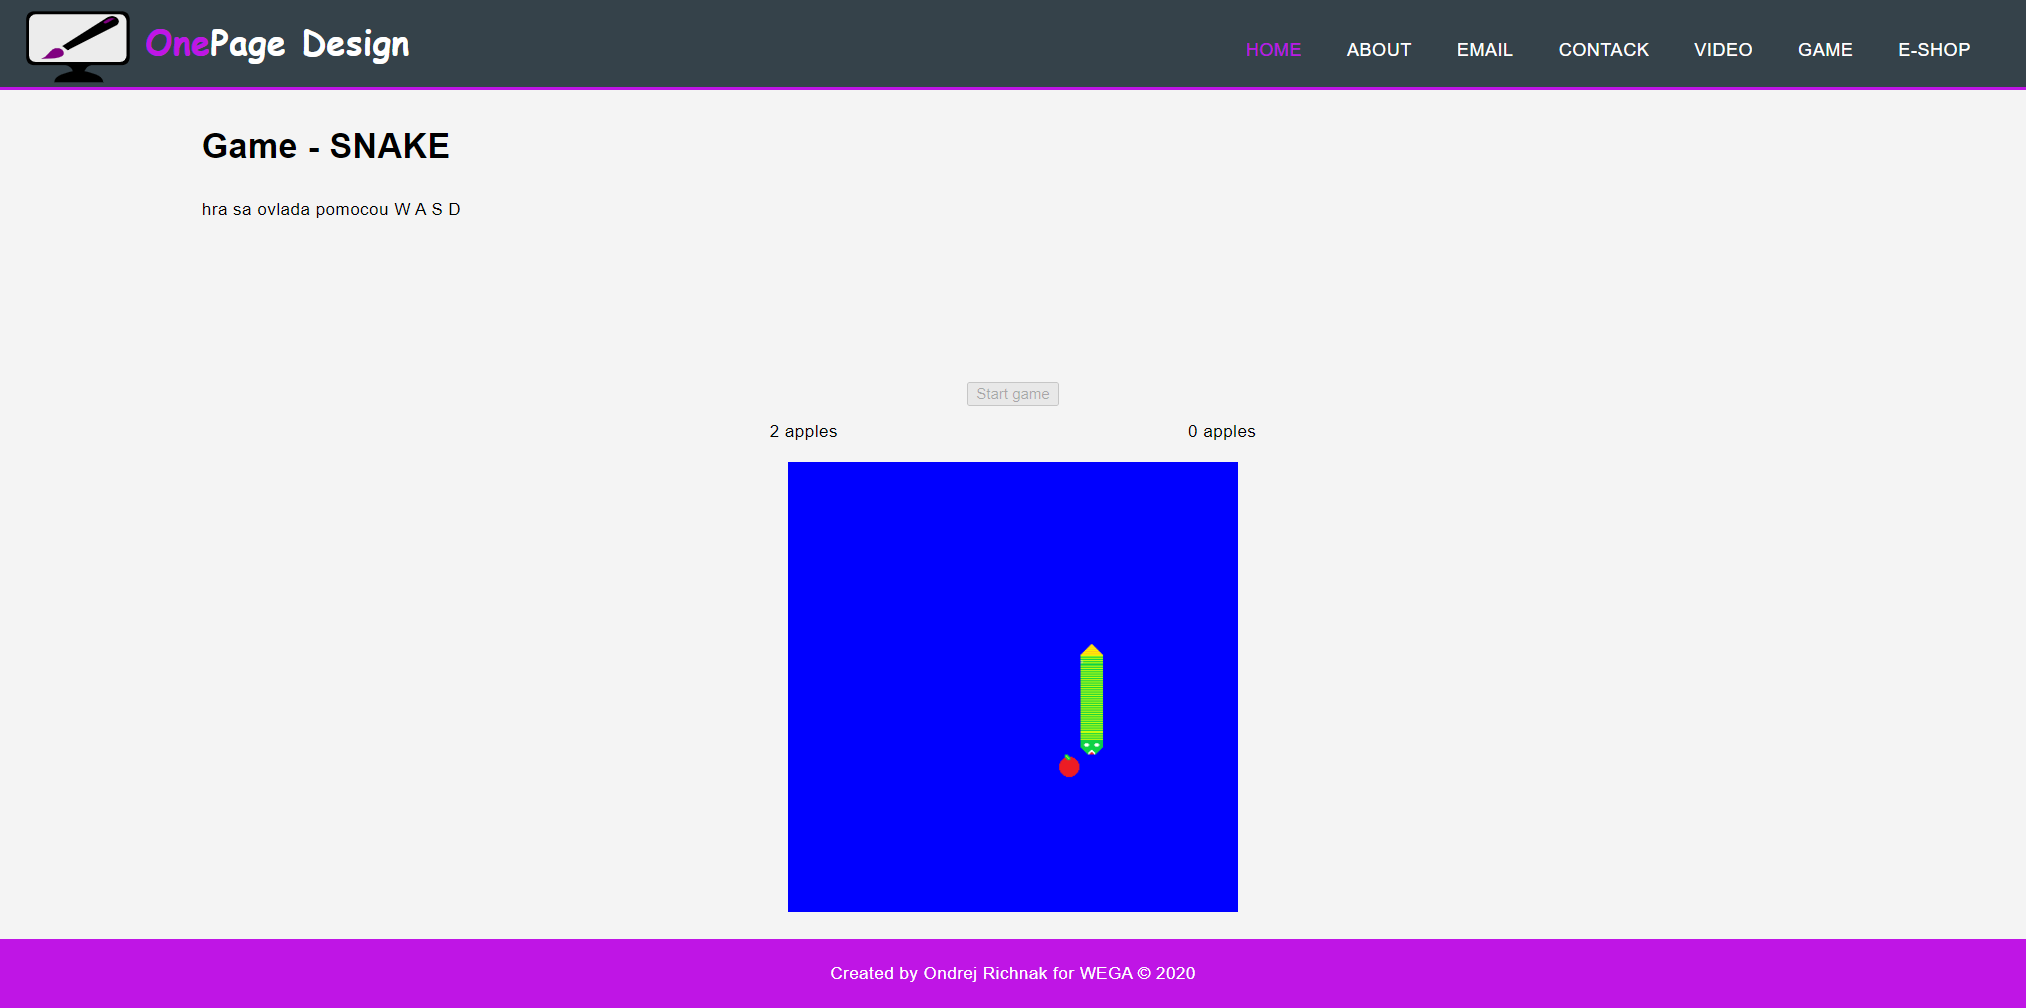 OnePage Design
HOME ABOUT EMAIL CONTACK VIDEO GAME E-SHOP
Game - SNAKE
hra sa ovlada pomocou W A S D
Start game
2 apples 0 apples
Created by Ondrej Richnak for WEGA © 2020